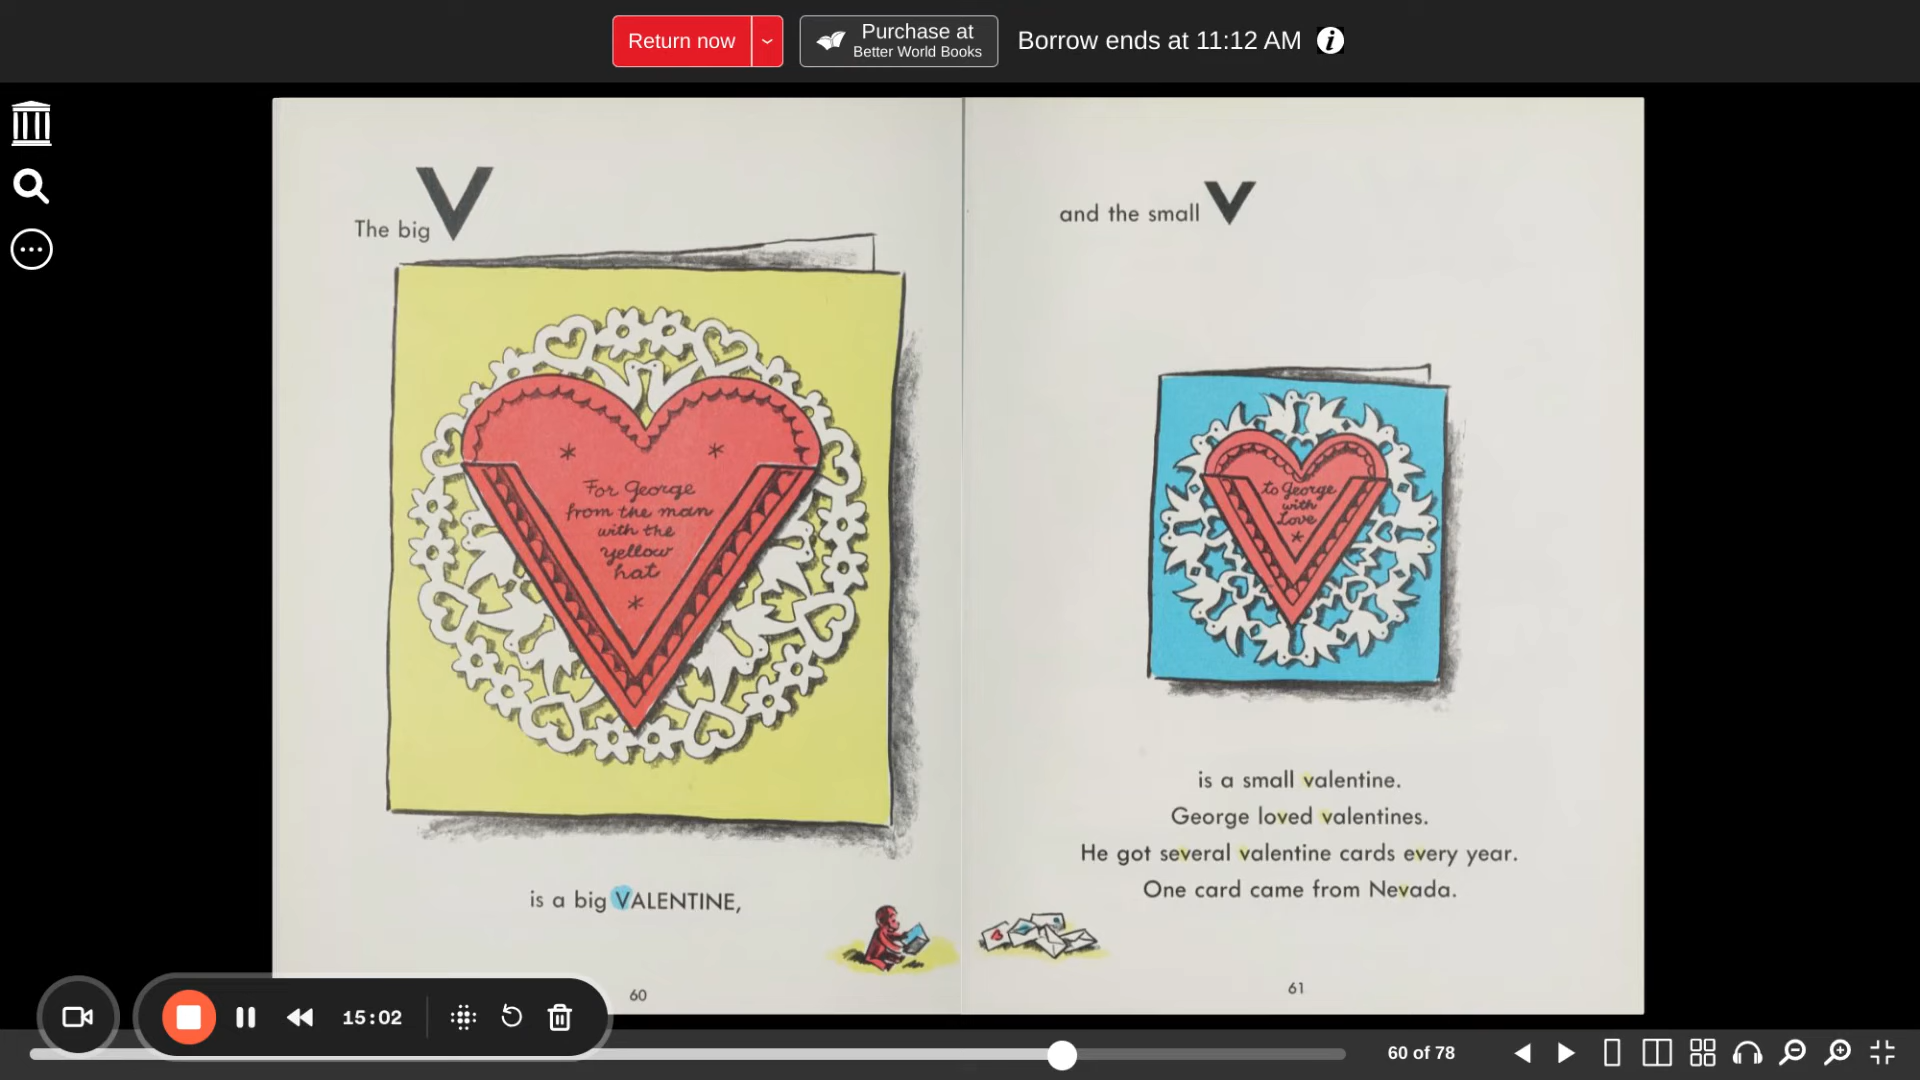 Return now
Purchase at
Better World Books
Borrow ends at 11:12 AM
The big V
For George
from the man
with the
yellow
hat
is a big VALENTINE,
60
and the small V
to George
with
Love
is a small valentine.
George loved valentines.
He got several valentine cards every year.
One card came from Nevada.
61
15:02
60 of 78